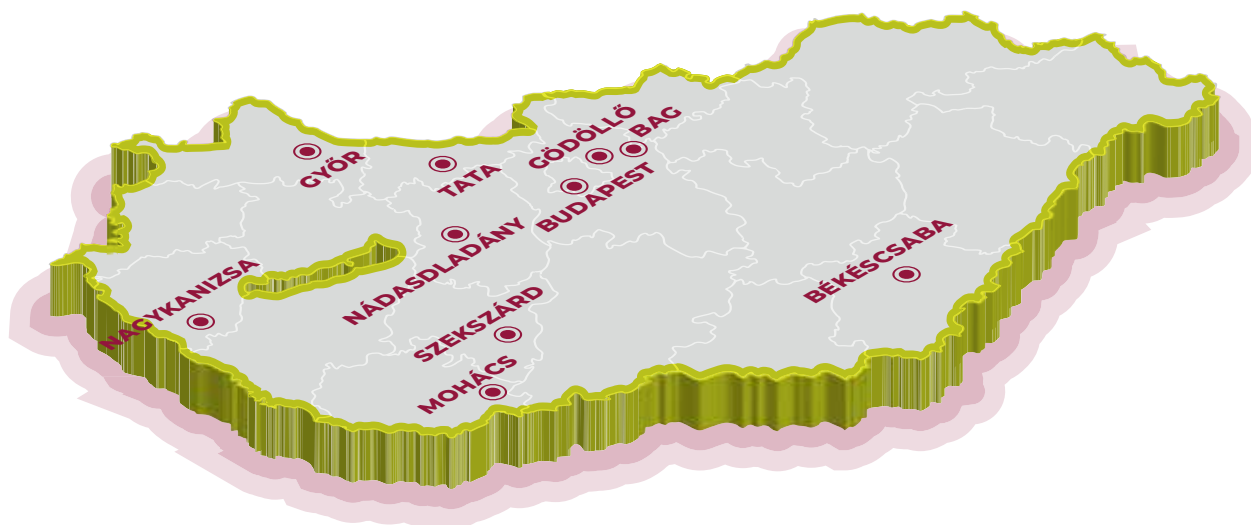 GÖDÖLLŐ
BAG
GYŐR
TATA
BUDAPEST
NÁDASDLADÁNY
BÉKÉSCSABA
NAGYKANIZSA
SZEKSZÁRD
MOHÁCS